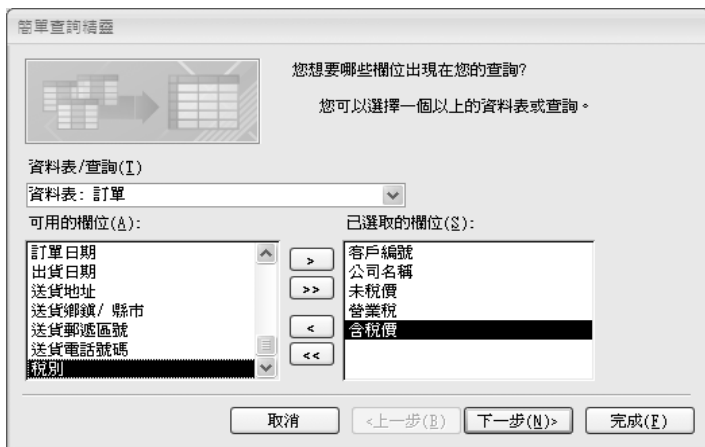 簡單查詢精靈
您想要哪些欄位出現在您的查詢?
您可以選擇一個以上的資料表或查詢。
資料表/查詢(T)
資料表: 訂單
可用的欄位(A):
已選取的欄位(S):
訂單日期
出貨日期
送貨地址
送貨鄉鎮/ 縣市
送貨郵遞區號
送貨電話號碼
稅別
>
>>
<
<<
客戶編號
公司名稱
未稅價
營業稅
含稅價
取消
<上一步(B)
下一步(N)>
完成(F)